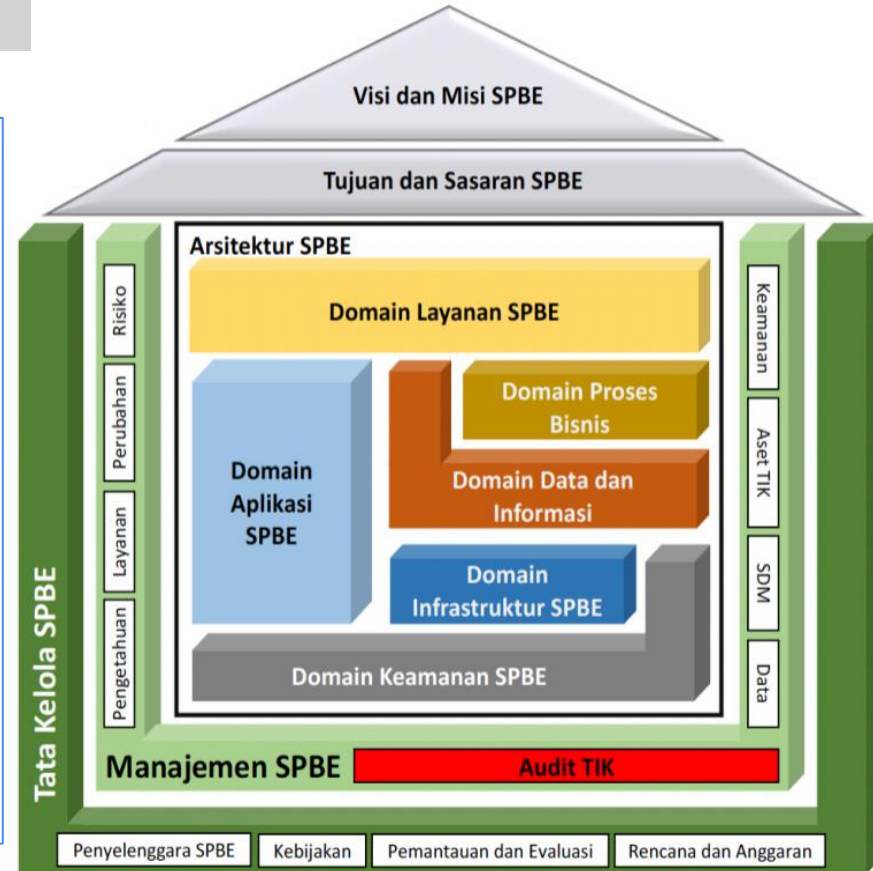 Visi dan Misi SPBE
Tujuan dan Sasaran SPBE
Arsitektur SPBE
Domain Layanan SPBE
Domain Proses
Bisnis
Domain
Aplikasi
SPBE
Domain Data dan
Informasi
Domain
Infrastruktur SPBE
Domain Keamanan SPBE
Risiko
Perubahan
Layanan
Pengetahuan
Keamanan
Aset TIK
SDM
Data
Manajemen SPBE
Audit TIK
Tata Kelola SPBE
Penyelenggara SPBE
Kebijakan
Pemantauan dan Evaluasi
Rencana dan Anggaran